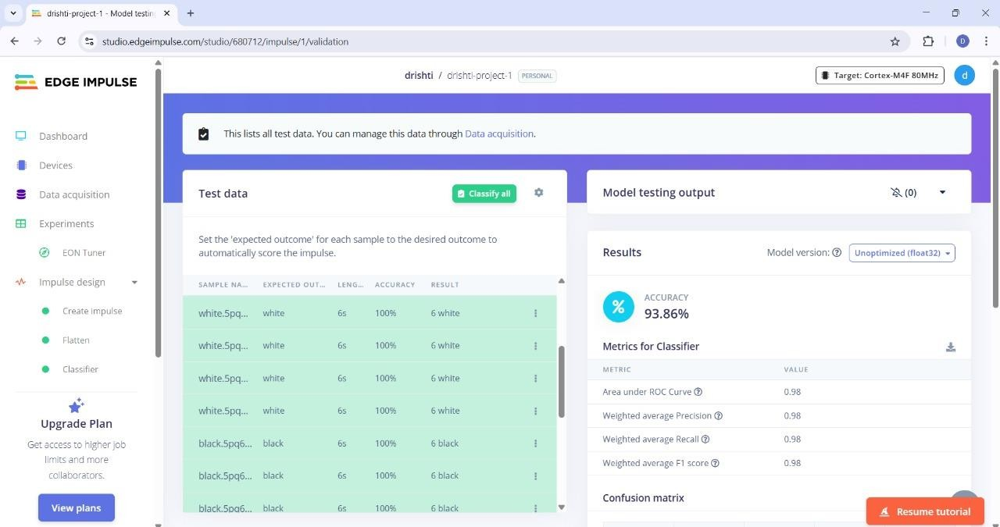 drishti-project-1 - Model testin
studio.edgeimpulse.com/studio/680712/impulse/1/validation
D
EDGE IMPULSE
drishti / drishti-project-1 PERSONAL
Target: Cortex-M4F 80MHz
d
Dashboard
Devices
Data acquisition
Experiments
EON Tuner
Impulse design
Create impulse
Flatten
Classifier
Upgrade Plan
Get access to higher job
limits and more
collaborators.
View plans
This lists all test data. You can manage this data through Data acquisition.
Test data
Classify all
Set the 'expected outcome' for each sample to the desired outcome to
automatically score the impulse.
SAMPLE NA... EXPECTED OUT... LENG... ACCURACY RESULT
white.5pq... white 6s 100% 6 white
white.5pq... white 6s 100% 6 white
white.5pq... white 6s 100% 6 white
white.5pq... white 6s 100% 6 white
black.5pq6... black 6s 100% 6 black
black.5pq6... black 6s 100% 6 black
black.5pq6... black 6s 100% 6 black
Model testing output
(0)
Results
Model version: Unoptimized (float32)
%
ACCURACY
93.86%
Metrics for Classifier
METRIC VALUE
Area under ROC Curve 0.98
Weighted average Precision 0.98
Weighted average Recall 0.98
Weighted average F1 score 0.98
Confusion matrix
Resume tutorial